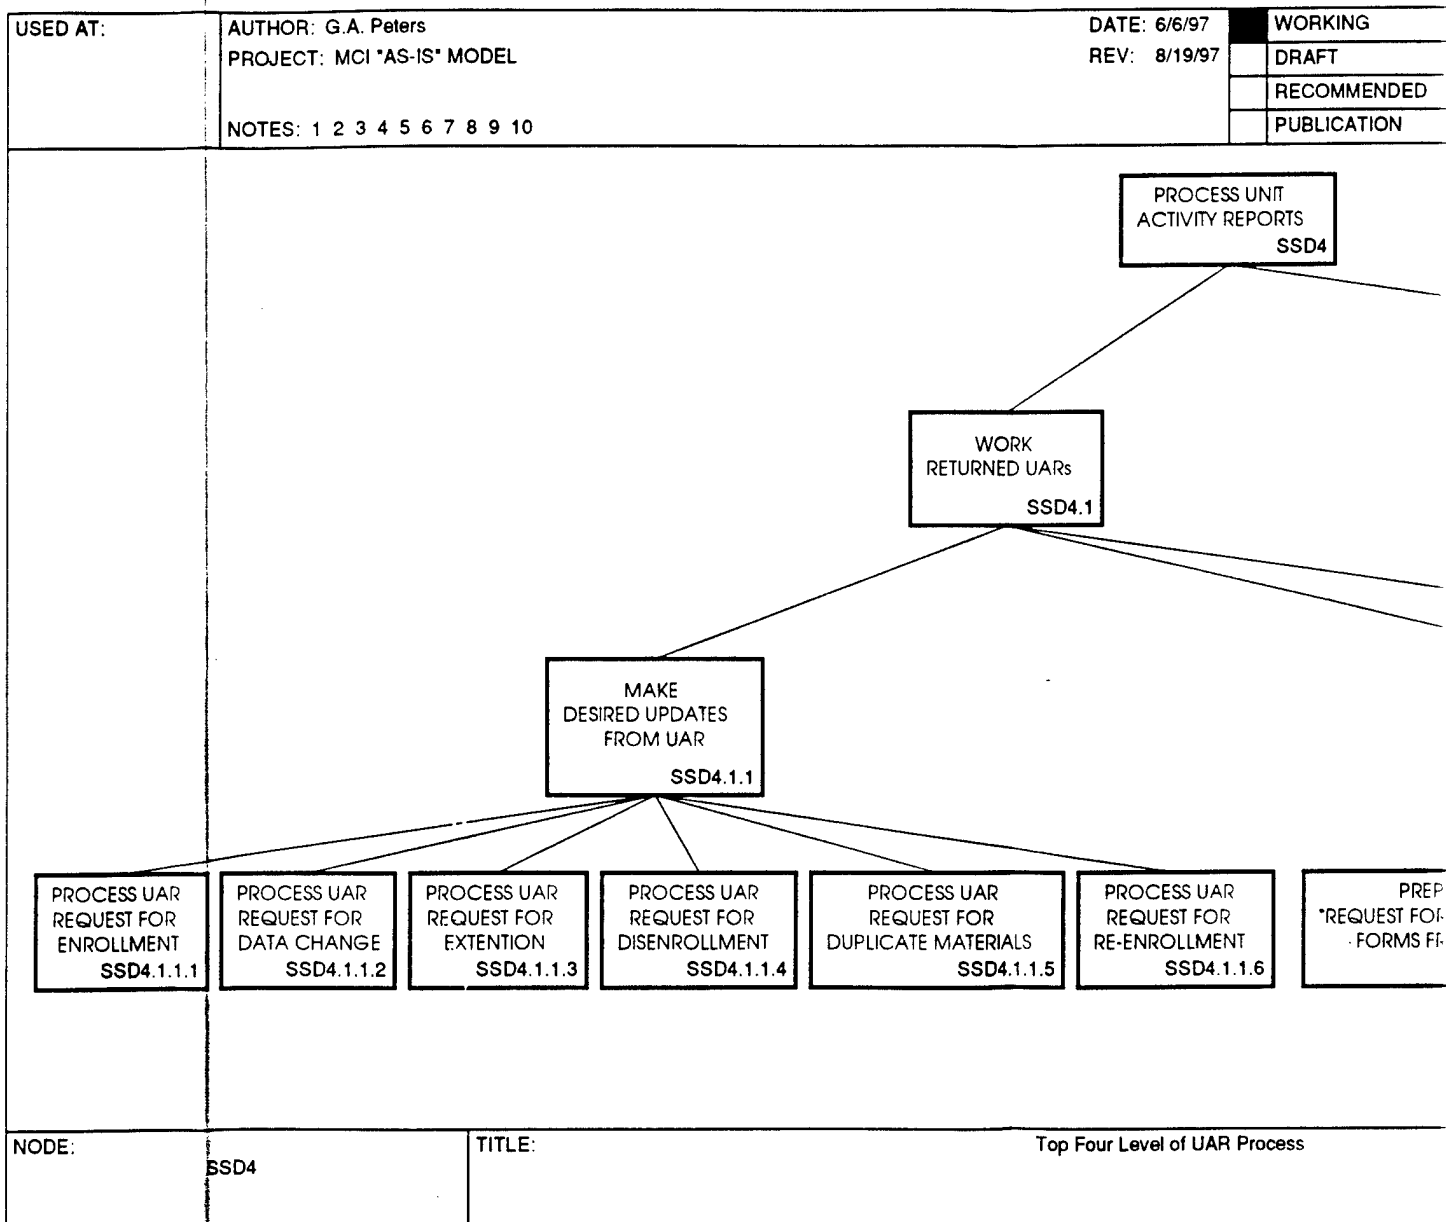 USED AT:
AUTHOR: G.A. Peters
DATE: 6/6/97
WORKING
PROJECT: MCI "AS-IS" MODEL
REV: 8/19/97
DRAFT
RECOMMENDED
NOTES: 1 2 3 4 5 6 7 8 9 10
PUBLICATION
PROCESS UNIT
ACTIVITY REPORTS
SSD4
WORK
RETURNED UARs
SSD4.1
MAKE
DESIRED UPDATES
FROM UAR
SSD4.1.1
PROCESS UAR
REQUEST FOR
ENROLLMENT
SSD4.1.1.1
PROCESS UAR
REQUEST FOR
DATA CHANGE
SSD4.1.1.2
PROCESS UAR
REQUEST FOR
EXTENTION
SSD4.1.1.3
PROCESS UAR
REQUEST FOR
DISENROLLMENT
SSD4.1.1.4
PROCESS UAR
REQUEST FOR
DUPLICATE MATERIALS
SSD4.1.1.5
PROCESS UAR
REQUEST FOR
RE-ENROLLMENT
SSD4.1.1.6
PREP
"REQUEST FOR
FORMS
NODE:
SSD4
TITLE:
Top Four Level of UAR Process